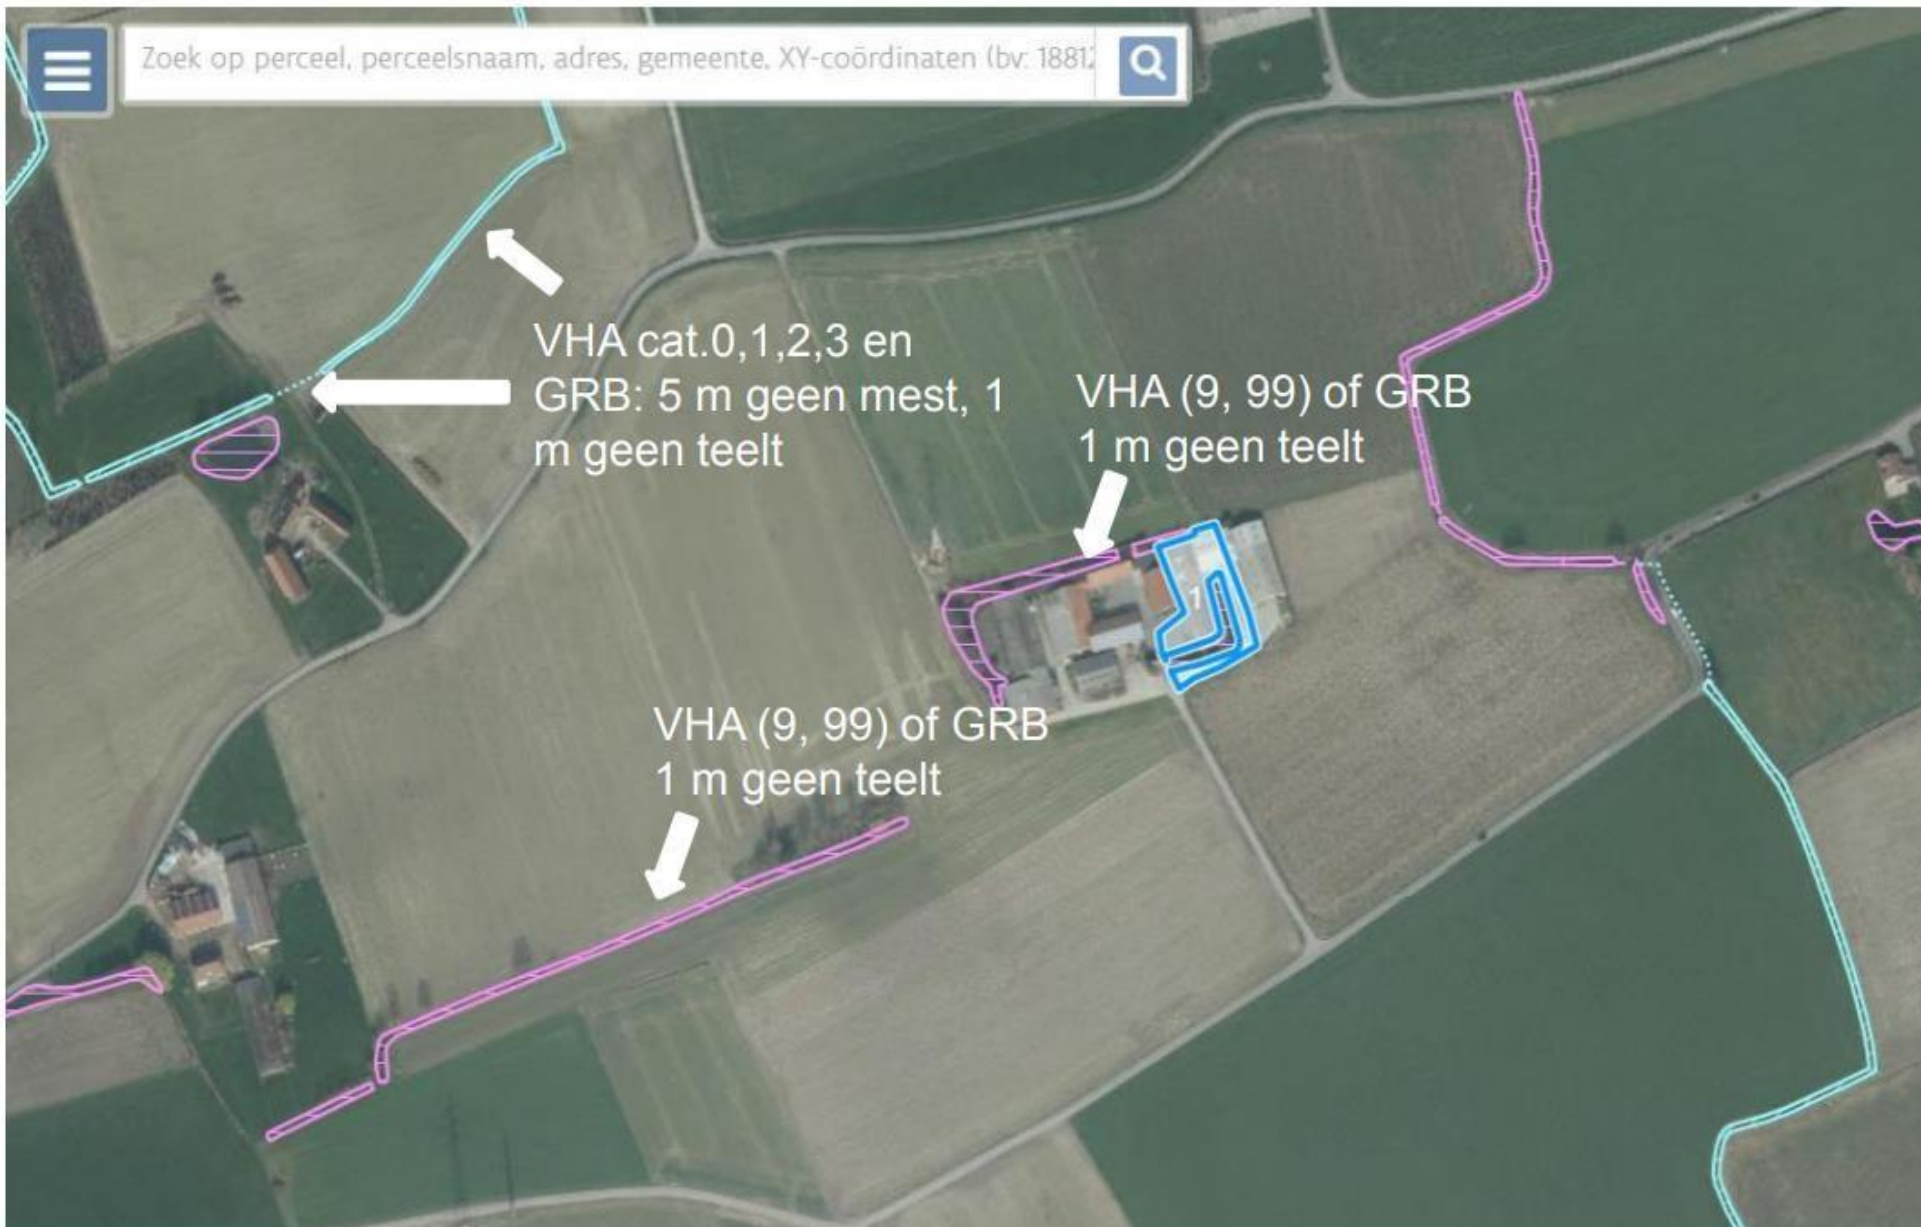 Zoek op perceel, perceelsnaam, adres, gemeente, XY-coördinaten (bv: 18812
VHA cat.0,1,2,3 en
GRB: 5 m geen mest, 1
m geen teelt
VHA (9, 99) of GRB
1 m geen teelt
1
VHA (9, 99) of GRB
1 m geen teelt